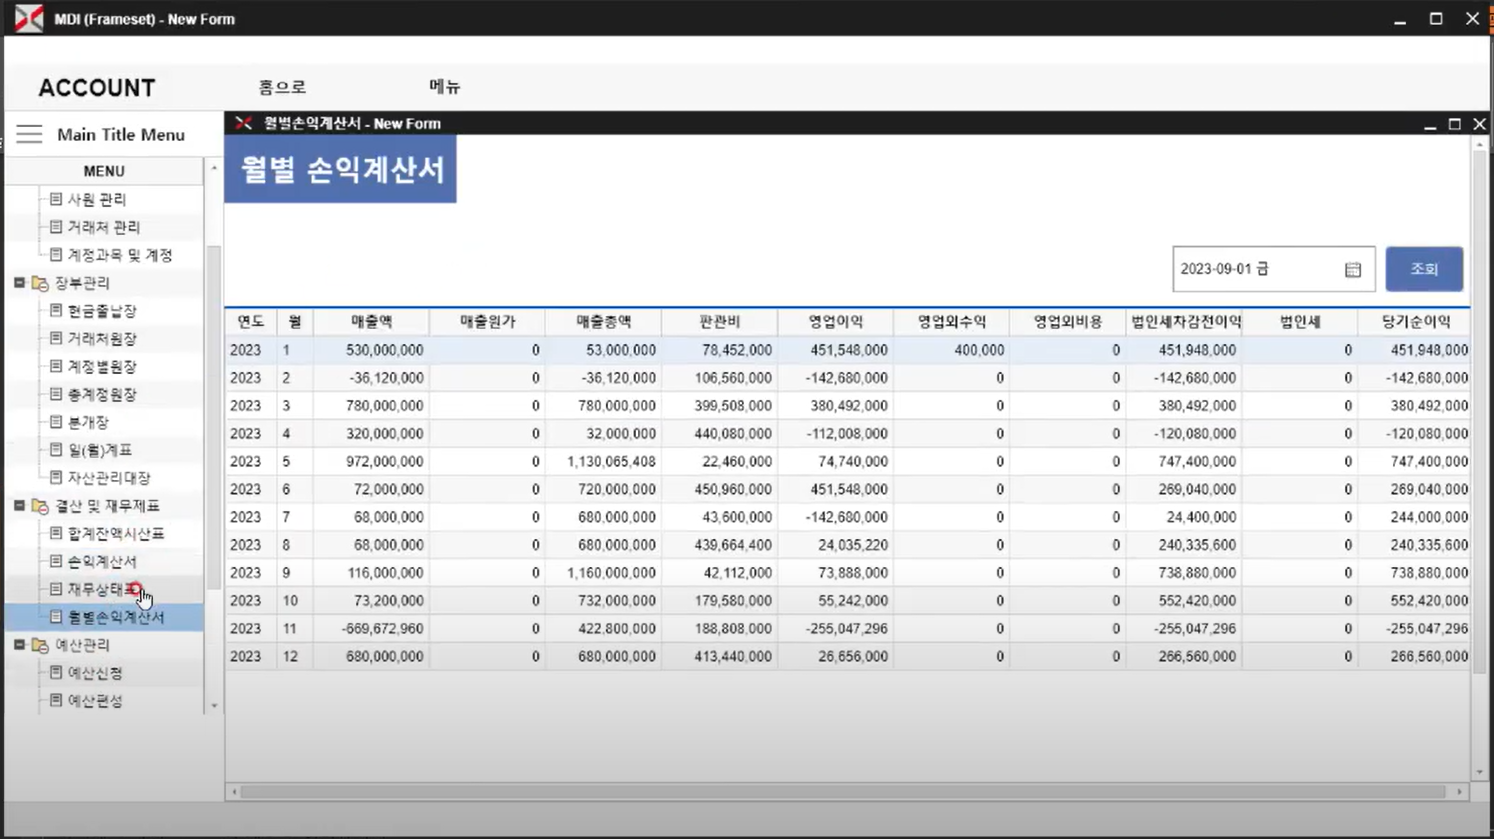 MDI (Frameset) - New Form
ACCOUNT 홈으로 메뉴
Main Title Menu
MENU
사원 관리
거래처 관리
계정과목 및 계정
장부관리
현금출납장
거래처원장
계정별원장
총계정원장
분개장
일(월)계표
자산관리대장
결산 및 재무제표
합계잔액시산표
손익계산서
재무상태표
월별손익계산서
예산관리
예산신청
예산편성
월별손익계산서 - New Form
월별 손익계산서
2023-09-01 금 조회
연도 월 매출액 매출원가 매출총액 판관비 영업이익 영업외수익 영업외비용 법인세차감전이익 법인세 당기순이익
2023 1 530,000,000 0 53,000,000 78,452,000 451,548,000 400,000 0 451,948,000 0 451,948,000
2023 2 -36,120,000 0 -36,120,000 106,560,000 -142,680,000 0 0 -142,680,000 0 -142,680,000
2023 3 780,000,000 0 780,000,000 399,508,000 380,492,000 0 0 380,492,000 0 380,492,000
2023 4 320,000,000 0 32,000,000 440,080,000 -112,008,000 0 0 -120,080,000 0 -120,080,000
2023 5 972,000,000 0 1,130,065,408 22,460,000 74,740,000 0 0 747,400,000 0 747,400,000
2023 6 72,000,000 0 720,000,000 450,960,000 451,548,000 0 0 269,040,000 0 269,040,000
2023 7 68,000,000 0 680,000,000 43,600,000 -142,680,000 0 0 24,400,000 0 244,000,000
2023 8 68,000,000 0 680,000,000 439,664,400 24,035,220 0 0 240,335,600 0 240,335,600
2023 9 116,000,000 0 1,160,000,000 42,112,000 73,888,000 0 0 738,880,000 0 738,880,000
2023 10 73,200,000 0 732,000,000 179,580,000 55,242,000 0 0 552,420,000 0 552,420,000
2023 11 -669,672,960 0 422,800,000 188,808,000 -255,047,296 0 0 -255,047,296 0 -255,047,296
2023 12 680,000,000 0 680,000,000 413,440,000 26,656,000 0 0 266,560,000 0 266,560,000